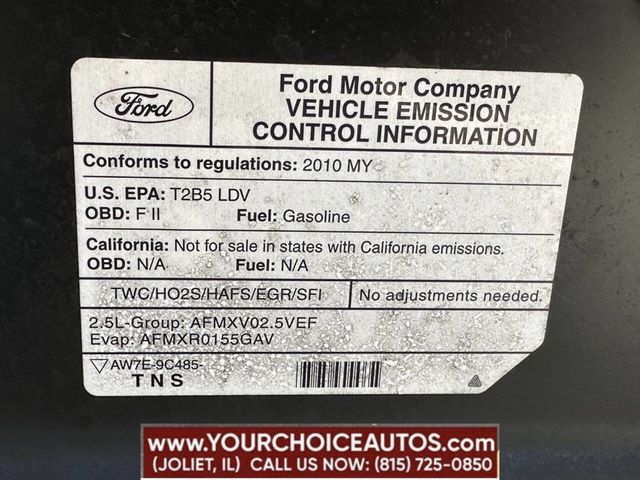 Ford
Ford Motor Company
VEHICLE EMISSION
CONTROL INFORMATION
Conforms to regulations: 2010 MY
U.S. EPA: T2B5 LDV
OBD: F II Fuel: Gasoline
California: Not for sale in states with California emissions.
OBD: N/A Fuel: N/A
TWC/HO2S/HAFS/EGR/SFI No adjustments needed.
2.5L-Group: AFMXV02.5VEF
Evap: AFMXR0155GAV
AW7E-9C485-
TNS
WWW.YOURCHOICEAUTOS.COM
(JOLIET, IL) CALL US NOW: (815) 725-0850